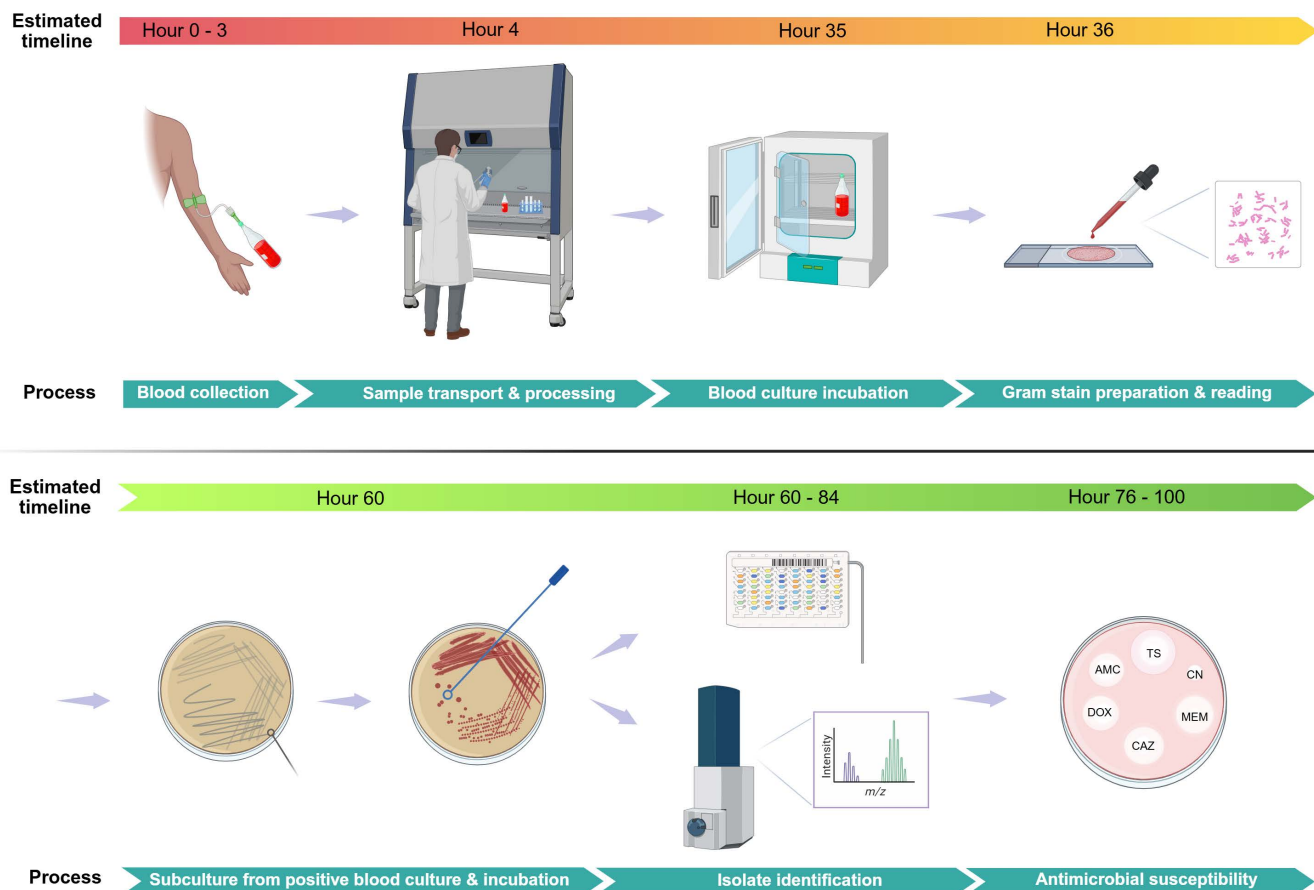 Estimated
timeline
Hour 0 - 3
Hour 4
Hour 35
Hour 36
Process
Blood collection
Sample transport & processing
Blood culture incubation
Gram stain preparation & reading
Estimated
timeline
Hour 60
Hour 60 - 84
Hour 76 - 100
TS
AMC
CN
DOX
MEM
CAZ
Intensity
m/z
Process
Subculture from positive blood culture & incubation
Isolate identification
Antimicrobial susceptibility